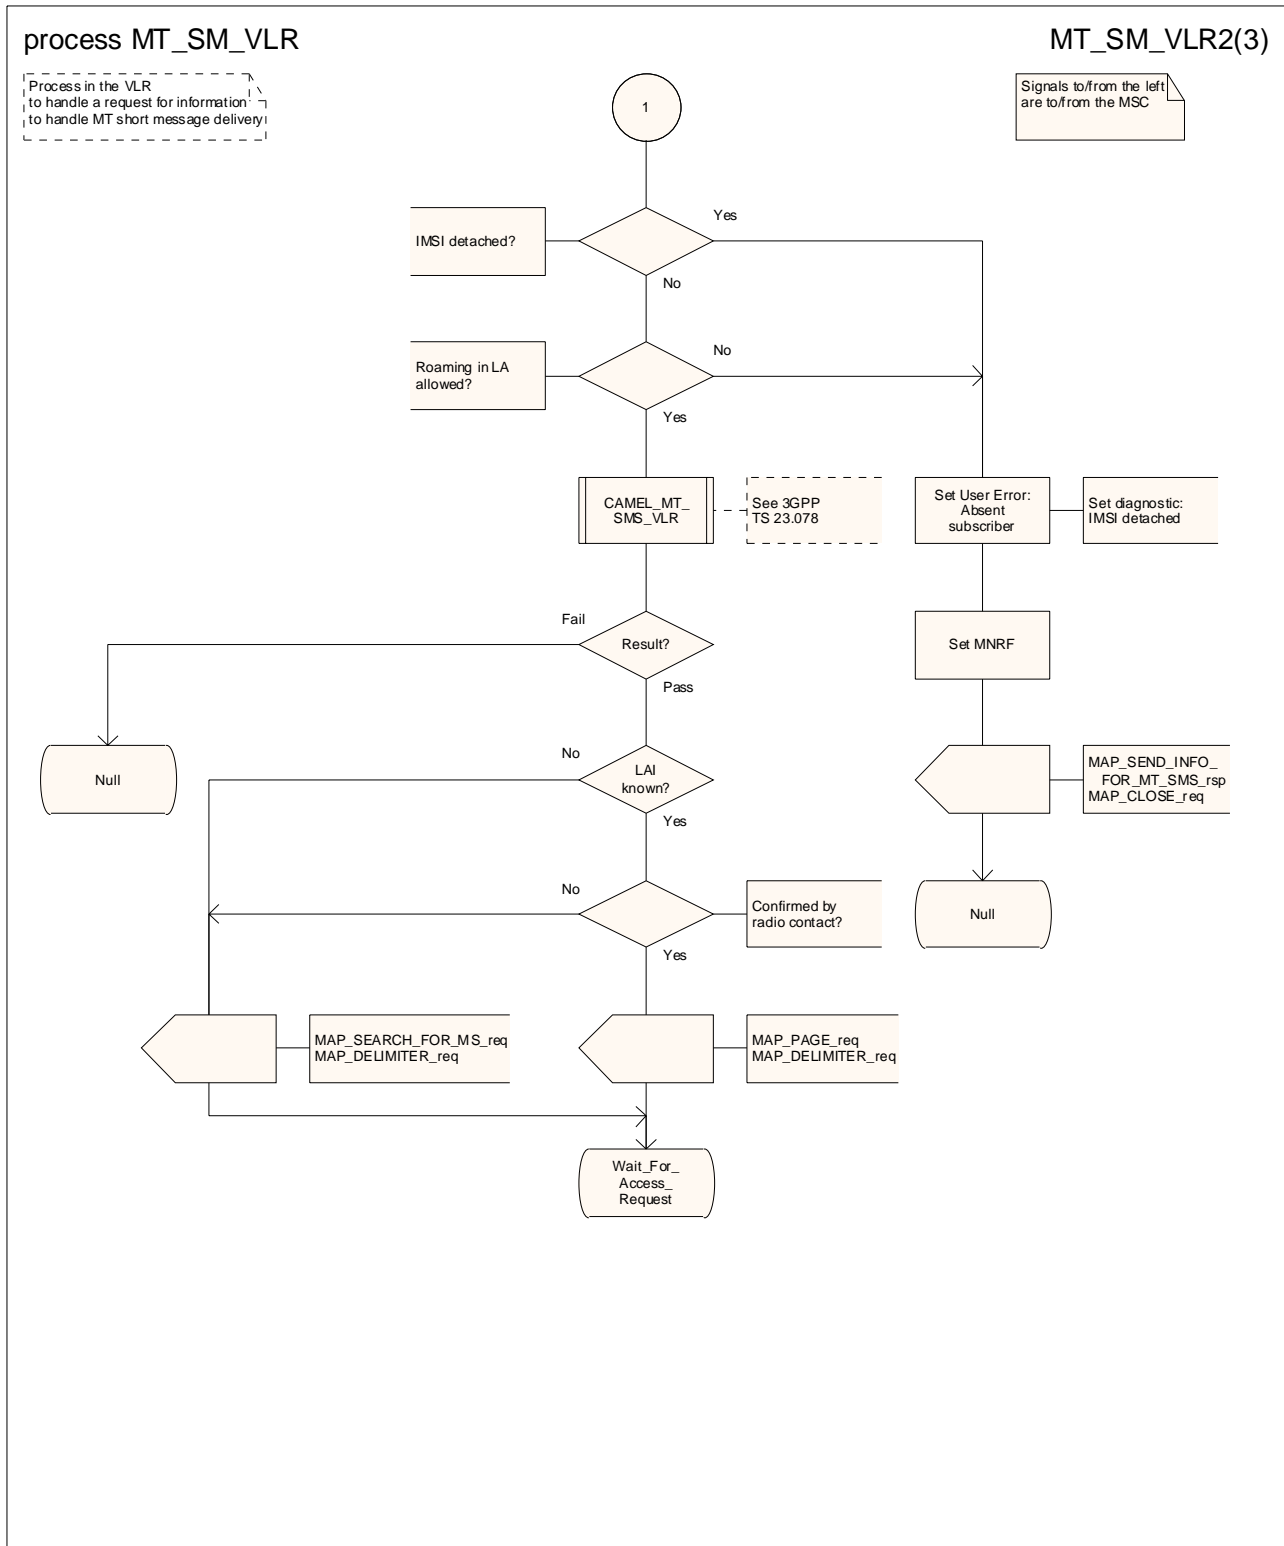 process MT_SM_VLR
MT_SM_VLR2(3)
Process in the VLR
to handle a request for information
to handle MT short message delivery
1
Signals to/from the left
are to/from the MSC
Yes
IMSI detached?
No
No
Roaming in LA
allowed?
Yes
CAMEL_MT_
SMS_VLR
See 3GPP
TS 23.078
Set User Error:
Absent
subscriber
Set diagnostic:
IMSI detached
Fail
Result?
Set MNRF
Pass
Null
No
LAI
known?
Yes
MAP_SEND_INFO_
FOR_MT_SMS_rsp
MAP_CLOSE_req
No
Confirmed by
radio contact?
Null
Yes
MAP_SEARCH_FOR_MS_req
MAP_DELIMITER_req
MAP_PAGE_req
MAP_DELIMITER_req
Wait_For_
Access_
Request